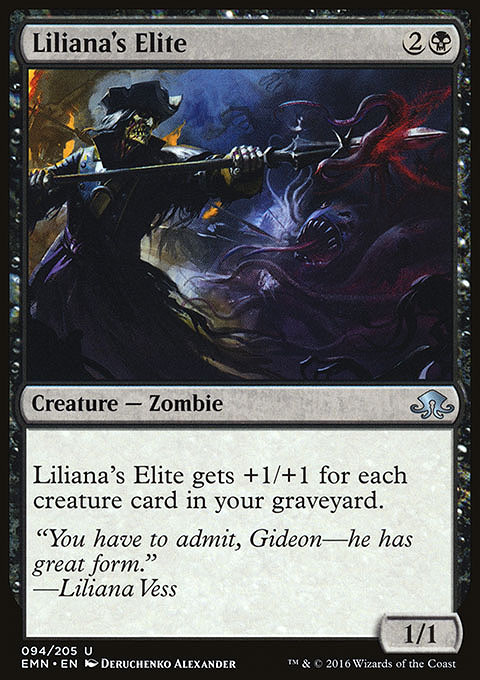 Liliana's Elite 2
Creature — Zombie
Liliana's Elite gets +1/+1 for each
creature card in your graveyard.
“You have to admit, Gideon—he has
great form.”
—Liliana Vess
1/1
094/205 U
EMN • EN Deruchenko Alexander
™ & © 2016 Wizards of the Coast